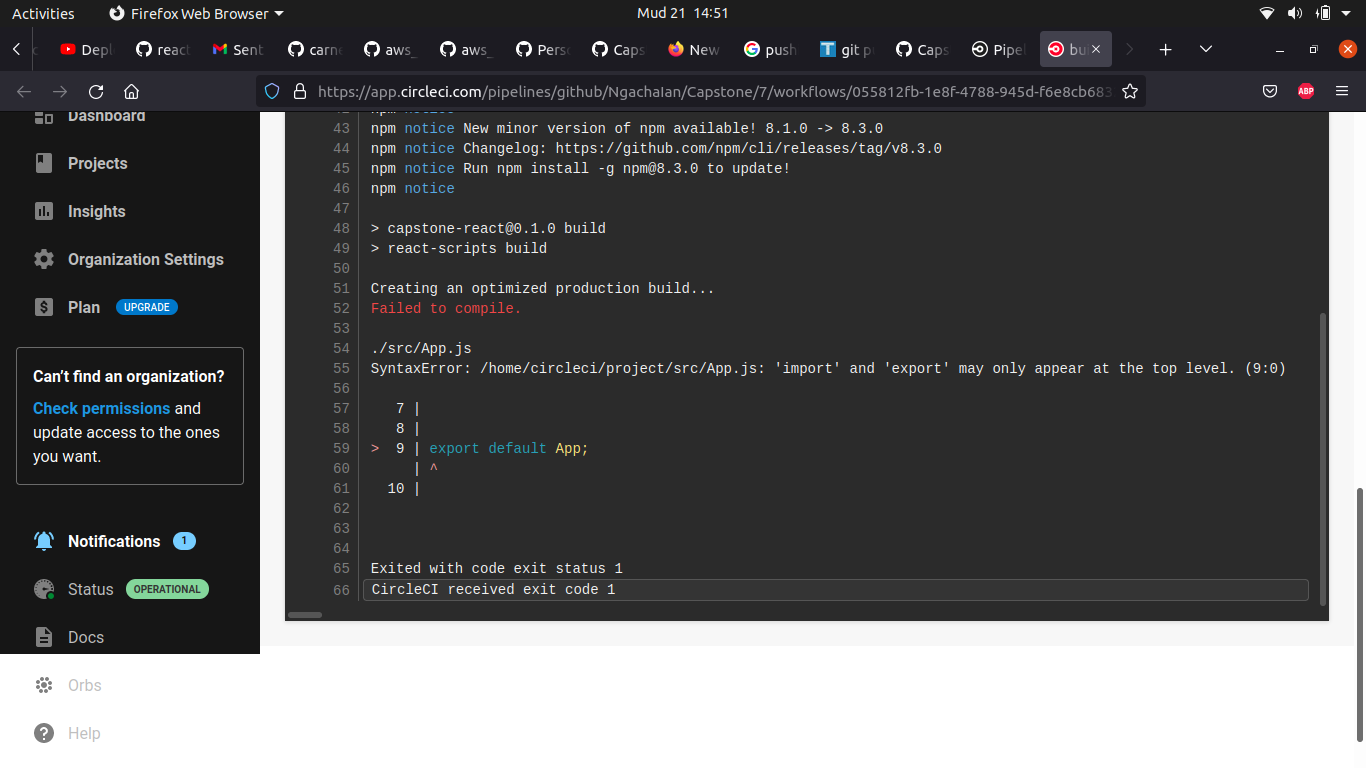 Activities
Firefox Web Browser
Mud 21 14:51
Depl
react
Sent
carne
aws_
aws_
Perso
Caps
New
push
git p
Caps
Pipel
bui
https://app.circleci.com/pipelines/github/NgachaIan/Capstone/7/workflows/055812fb-1e8f-4788-945d-f6e8cb683
ABP
Dashboard
Projects
Insights
Organization Settings
Plan UPGRADE
Can't find an organization?
Check permissions and
update access to the ones
you want.
Notifications 1
Status OPERATIONAL
Docs
Orbs
Help
42 npm notice
43 npm notice New minor version of npm available! 8.1.0 -> 8.3.0
44 npm notice Changelog: https://github.com/npm/cli/releases/tag/v8.3.0
45 npm notice Run npm install -g npm@8.3.0 to update!
46 npm notice
47
48 > capstone-react@0.1.0 build
49 > react-scripts build
50
51 Creating an optimized production build...
52 Failed to compile.
53
54 ./src/App.js
55 SyntaxError: /home/circleci/project/src/App.js: 'import' and 'export' may only appear at the top level. (9:0)
56
57 7 |
58 8 |
59 > 9 | export default App;
60 | ^
61 10 |
62
63
64
65 Exited with code exit status 1
66 CircleCI received exit code 1